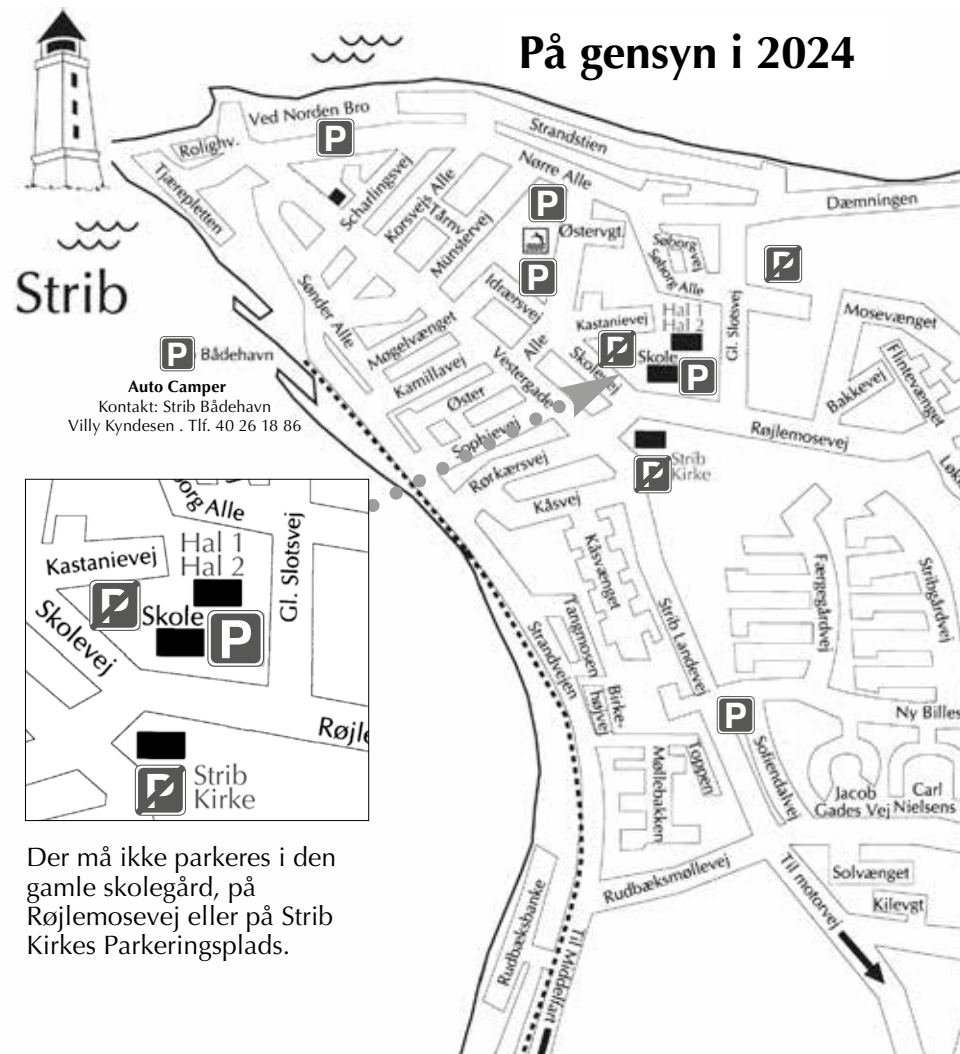 På gensyn i 2024
Ved Norden Bro
P
Strandstien
Rolighv.
Tjærepletten
Scharlingsvej
Korsvejs Alle
Tårnv
Münstervej
Nørre Alle
Dæmningen
P
Østervgt.
Søborgvej
Søborg Alle
P
P
Strib
Sønder Alle
Idrærsvej
Kastanievej
Hal 1
Hal 2
Gl. Slotsvej
Mosevænget
Flintevænget
Bakkevej
P
Bådehavn
Møgelvænget
Kamillavej
Øster
Alle
Vestergade
P
Skole
P
Skolevej
Auto Camper
Kontakt: Strib Bådehavn
Villy Kyndesen . Tlf. 40 26 18 86
Sophievej
Rørkærsvej
Røjlemosevej
Løkk
P
Strib
Kirke
Kåsvej
Kåsvænget
Tangmosen
Strandvejen
Strib Landevej
Færgegårdvej
Stribgårdvej
Birke-
højvej
P
Ny Billes
Toppen
Møllebakken
Sofiendalvej
Jacob
Gades Vej
Carl
Nielsens
Rudbæksmøllevej
Til motorvej
Solvænget
Kilevgt
Rudbæksbanke
Til Middelfart
borg Alle
Kastanievej
Hal 1
Hal 2
Gl. Slotsvej
P
Skole
P
Skolevej
Røjle
P
Strib
Kirke
Der må ikke parkeres i den
gamle skolegård, på
Røjlemosevej eller på Strib
Kirkes Parkeringsplads.